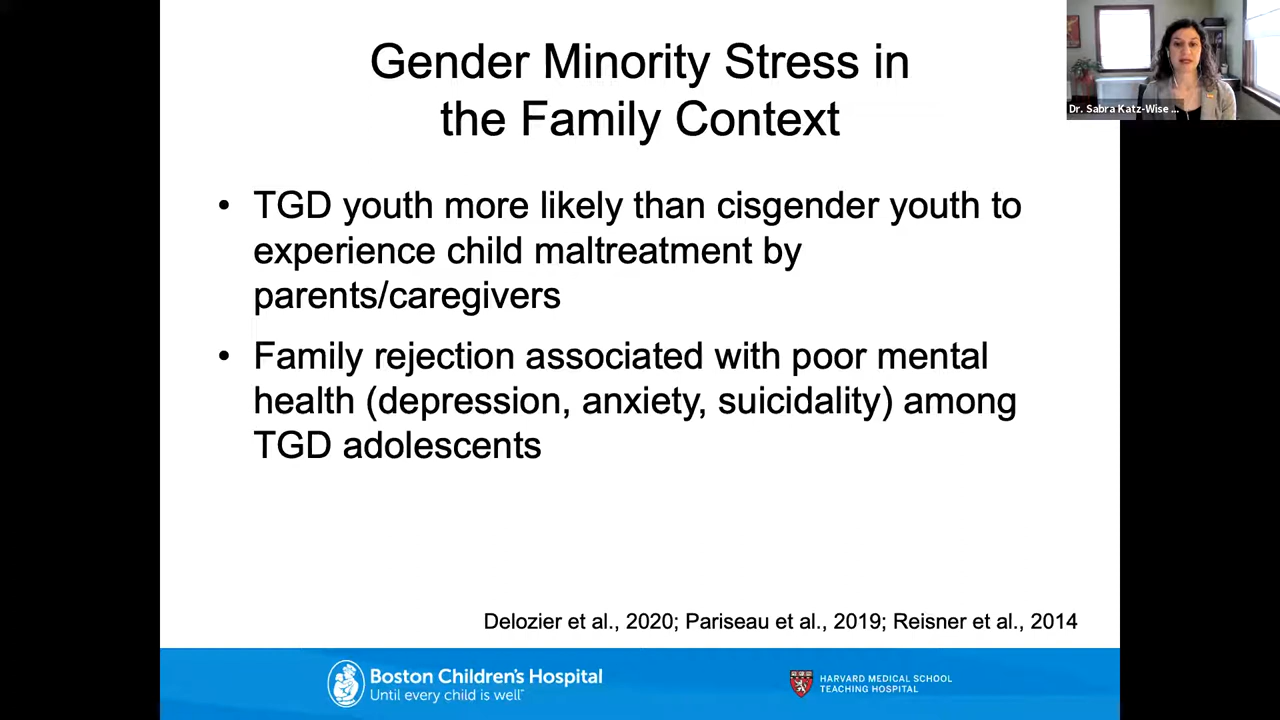 Gender Minority Stress in
the Family Context
Dr. Sabra Katz-Wise ...
• TGD youth more likely than cisgender youth to
experience child maltreatment by
parents/caregivers
• Family rejection associated with poor mental
health (depression, anxiety, suicidality) among
TGD adolescents
Delozier et al., 2020; Pariseau et al., 2019; Reisner et al., 2014
Boston Children's Hospital
Until every child is well™
HARVARD MEDICAL SCHOOL
TEACHING HOSPITAL